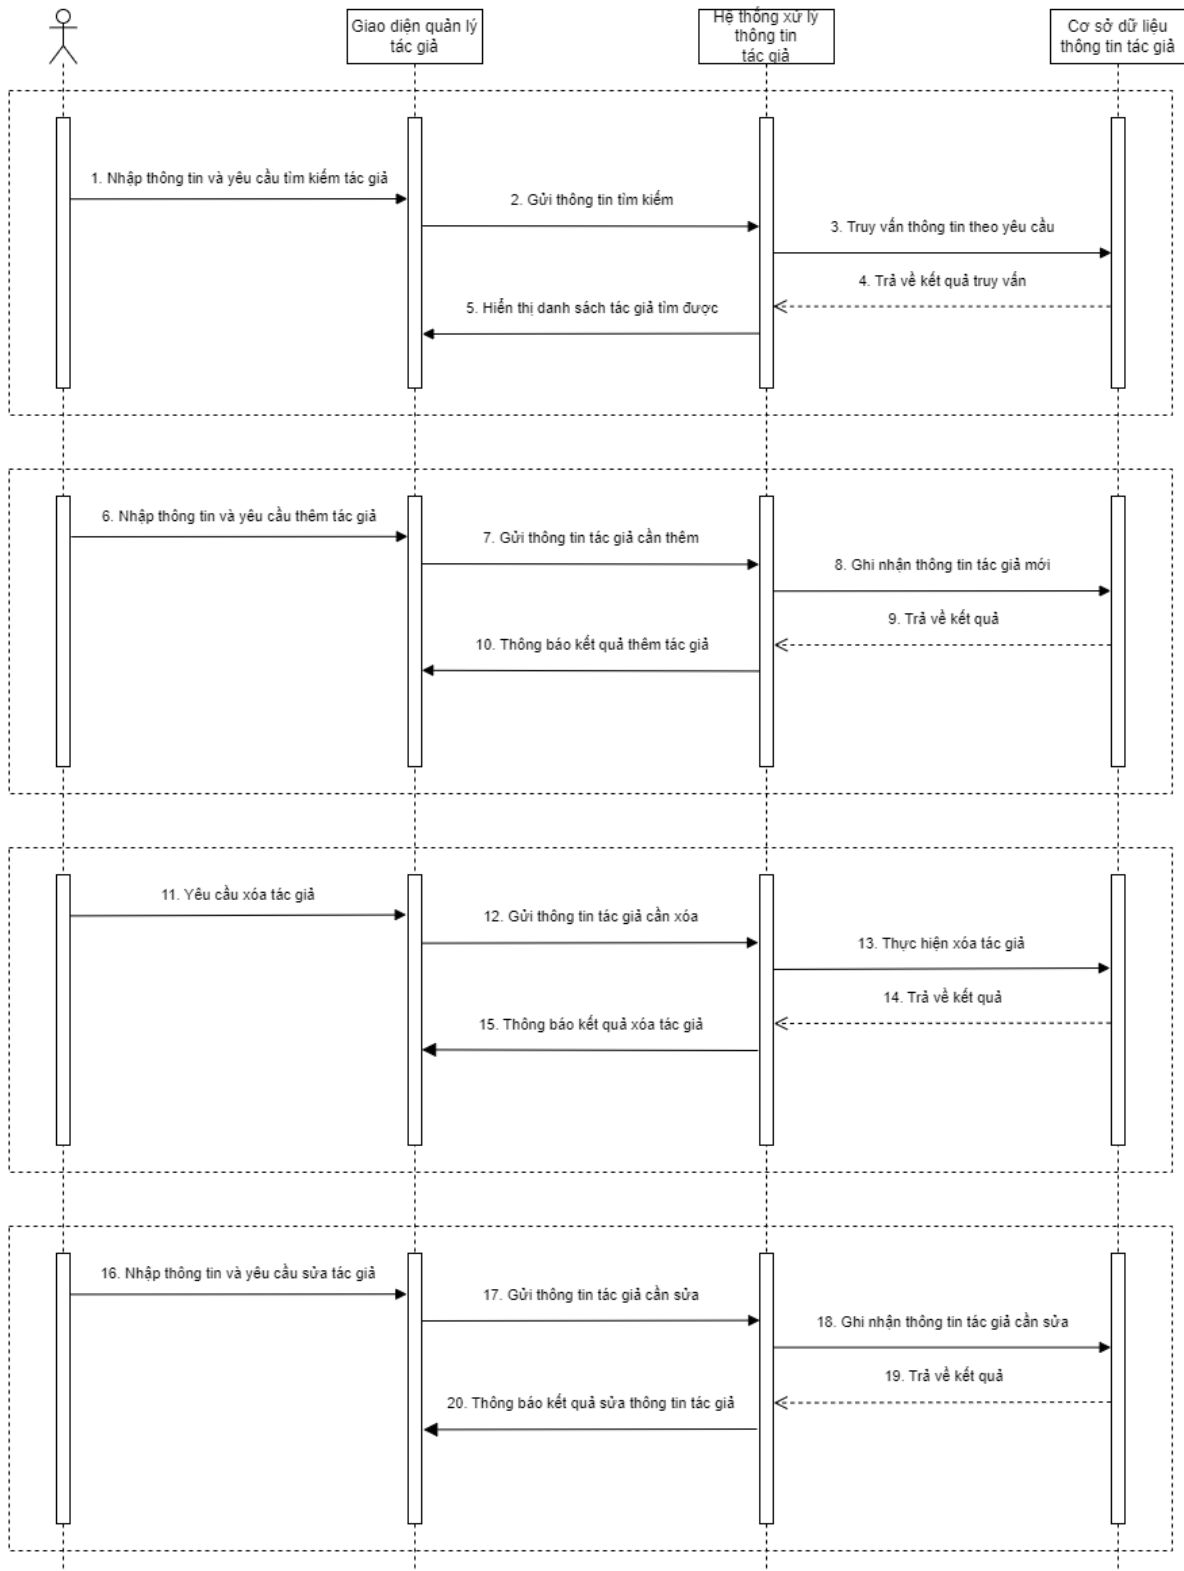 Giao diện quản lý
tác giả
Hệ thống xử lý
thông tin
tác giả
Cơ sở dữ liệu
thông tin tác giả
1. Nhập thông tin và yêu cầu tìm kiếm tác giả
2. Gửi thông tin tìm kiếm
3. Truy vấn thông tin theo yêu cầu
4. Trả về kết quả truy vấn
5. Hiển thị danh sách tác giả tìm được
6. Nhập thông tin và yêu cầu thêm tác giả
7. Gửi thông tin tác giả cần thêm
8. Ghi nhận thông tin tác giả mới
9. Trả về kết quả
10. Thông báo kết quả thêm tác giả
11. Yêu cầu xóa tác giả
12. Gửi thông tin tác giả cần xóa
13. Thực hiện xóa tác giả
14. Trả về kết quả
15. Thông báo kết quả xóa tác giả
16. Nhập thông tin và yêu cầu sửa tác giả
17. Gửi thông tin tác giả cần sửa
18. Ghi nhận thông tin tác giả cần sửa
19. Trả về kết quả
20. Thông báo kết quả sửa thông tin tác giả